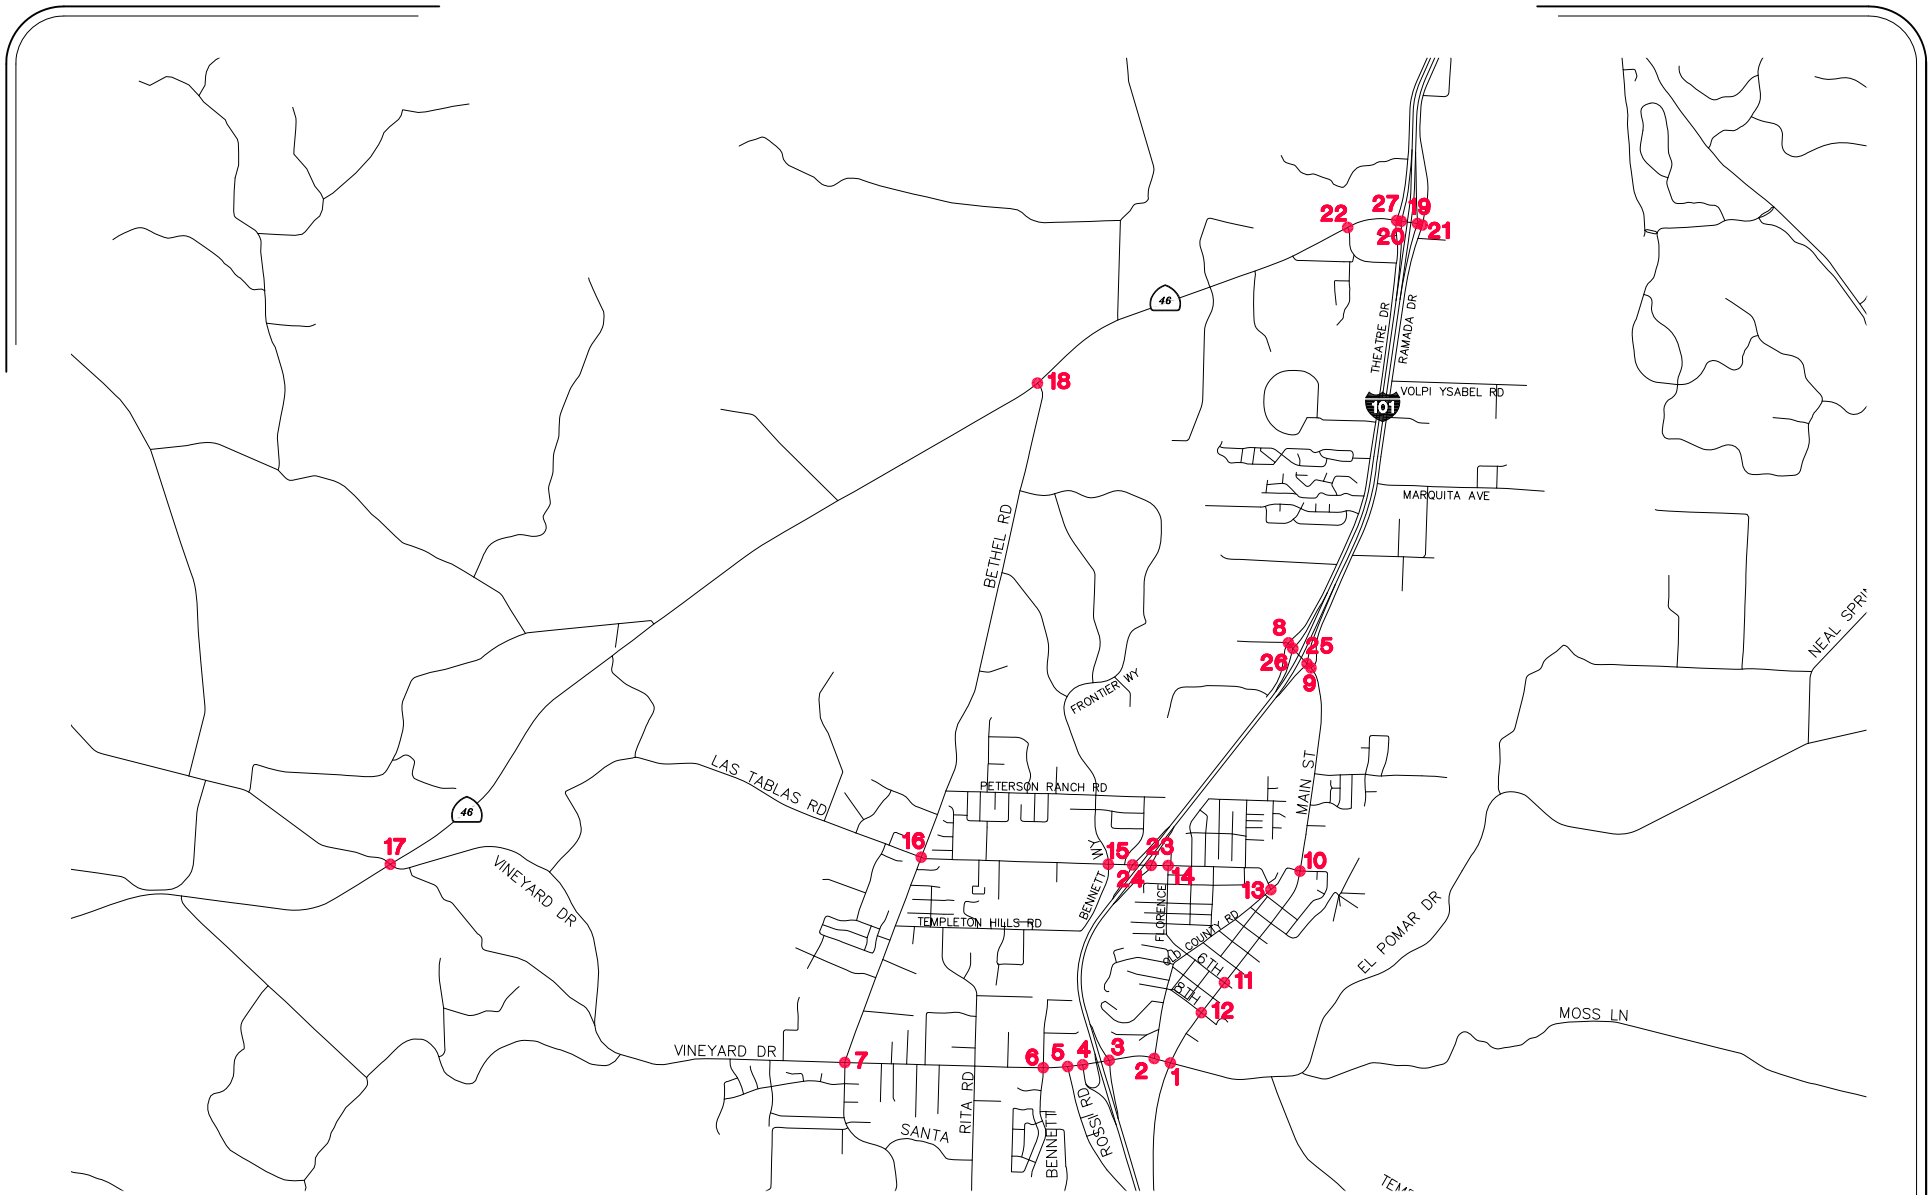 27
19
22
20
21
46
THEATRE DR
RAMADA DR
18
VOLPI YSABEL RD
101
MARQUITA AVE
BETHEL RD
NEAL SPRIN
8
25
26
9
FRONTIER WY
LAS TABLAS RD
PETERSON RANCH RD
MAIN ST
46
17
16
15
23
24
14
10
13
VINEYARD DR
BENNETT WY
FLORENCE
TEMPLETON HILLS RD
OLD COUNTY RD
EL POMAR DR
6TH
11
8TH
12
MOSS LN
VINEYARD DR
7
6
5
4
3
2
1
RITA RD
ROSSI RD
SANTA
BENNETT